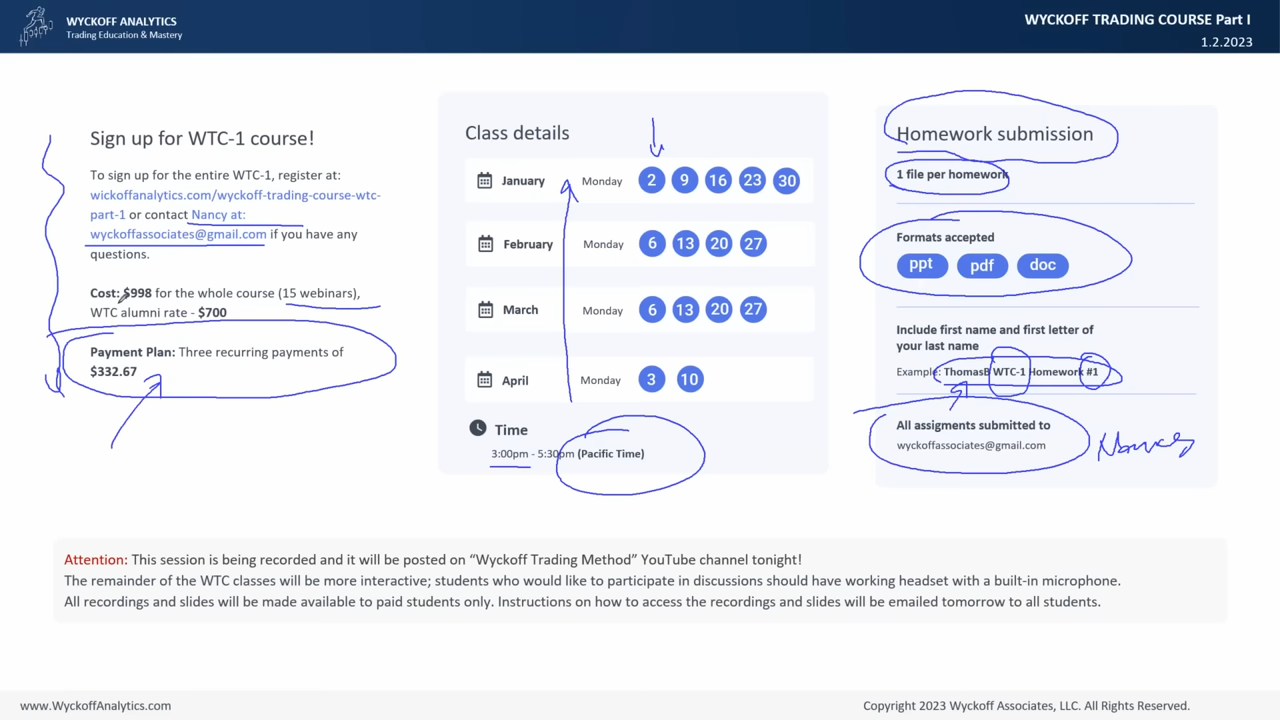 WYCKOFF ANALYTICS
Trading Education & Mastery
WYCKOFF TRADING COURSE Part I
1.2.2023
Sign up for WTC-1 course!
To sign up for the entire WTC-1, register at:
wickoffanalytics.com/wyckoff-trading-course-wtc-
part-1 or contact Nancy at:
wyckoffassociates@gmail.com if you have any
questions.
Cost: $998 for the whole course (15 webinars),
WTC alumni rate - $700
Payment Plan: Three recurring payments of
$332.67
Class details
January Monday 2 9 16 23 30
February Monday 6 13 20 27
March Monday 6 13 20 27
April Monday 3 10
Time
3:00pm - 5:30pm (Pacific Time)
Homework submission
1 file per homework
Formats accepted
ppt pdf doc
Include first name and first letter of
your last name
Example: ThomasB WTC-1 Homework #1
All assigments submitted to
wyckoffassociates@gmail.com
Nancy
Attention: This session is being recorded and it will be posted on “Wyckoff Trading Method” YouTube channel tonight!
The remainder of the WTC classes will be more interactive; students who would like to participate in discussions should have working headset with a built-in microphone.
All recordings and slides will be made available to paid students only. Instructions on how to access the recordings and slides will be emailed tomorrow to all students.
www.WyckoffAnalytics.com
Copyright 2023 Wyckoff Associates, LLC. All Rights Reserved.